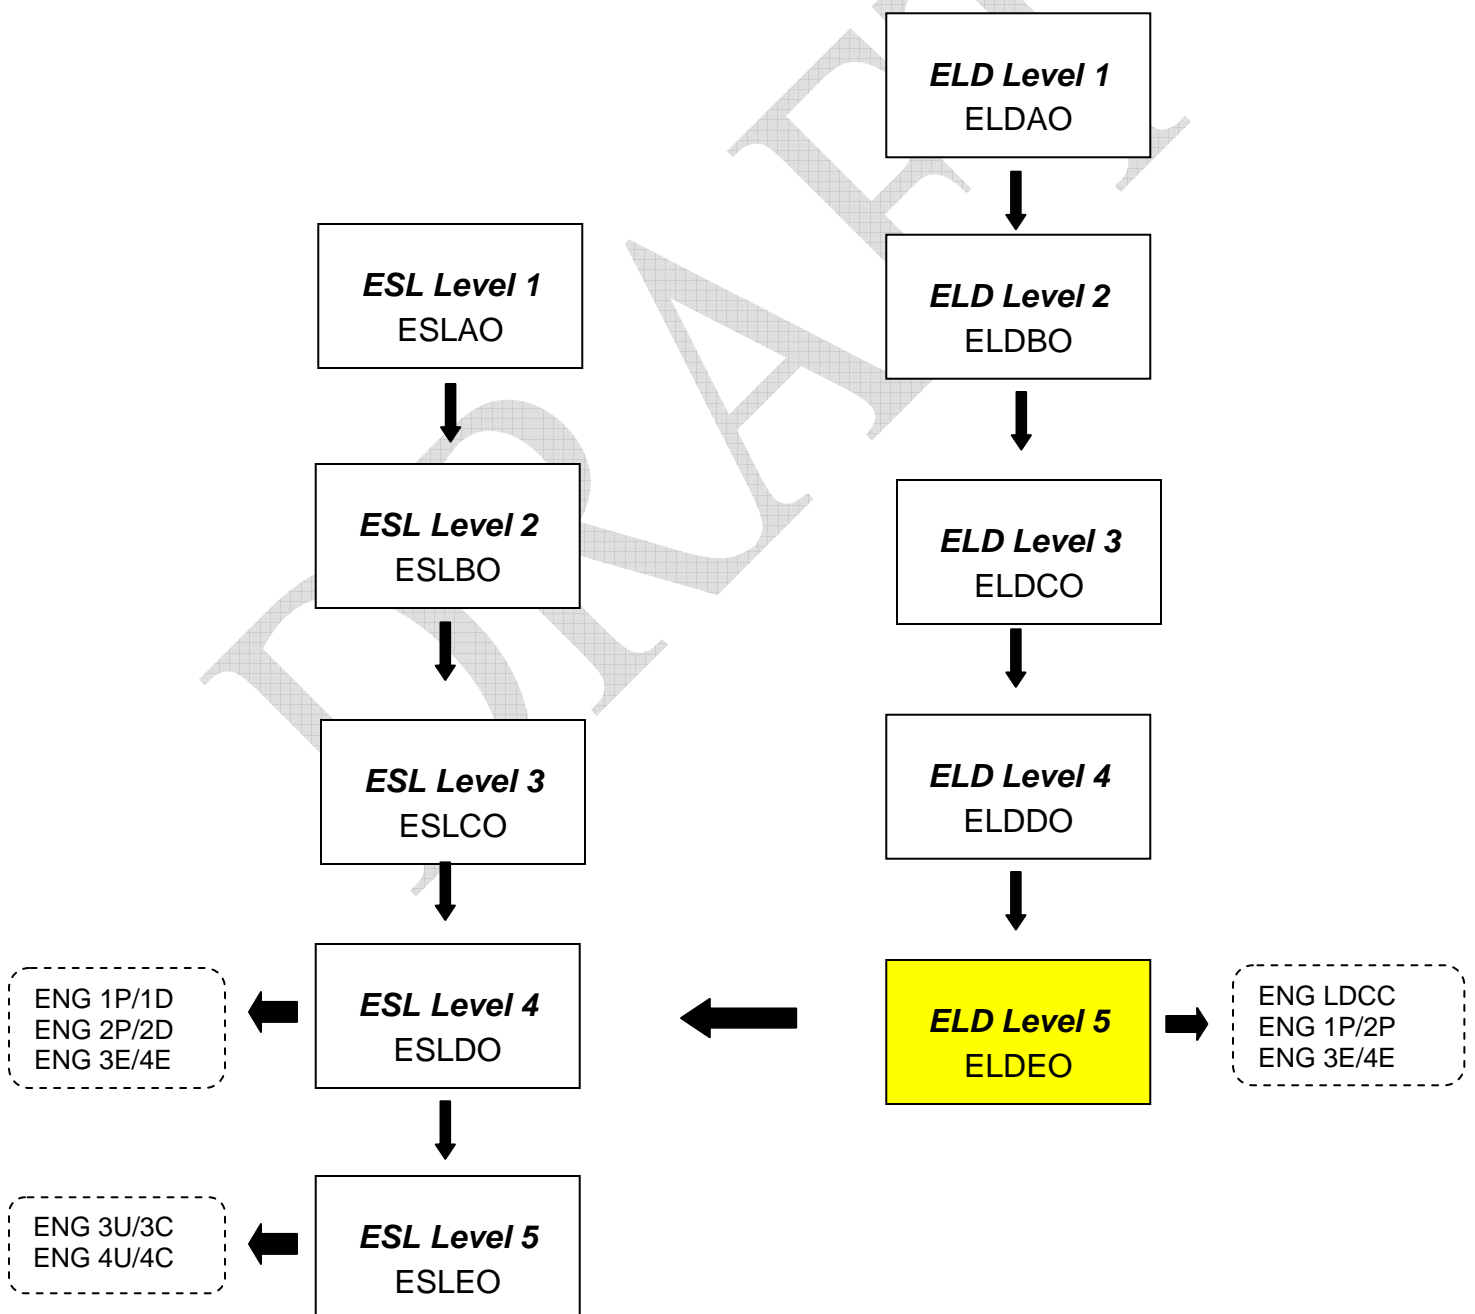 ELD Level 1
ELDAO
ESL Level 1
ESLAO
ELD Level 2
ELDBO
ESL Level 2
ESLBO
ELD Level 3
ELDCO
ESL Level 3
ESLCO
ELD Level 4
ELDDO
ENG 1P/1D
ENG 2P/2D
ENG 3E/4E
ESL Level 4
ESLDO
ELD Level 5
ELDEO
ENG LDCC
ENG 1P/2P
ENG 3E/4E
ENG 3U/3C
ENG 4U/4C
ESL Level 5
ESLEO
DRAFT